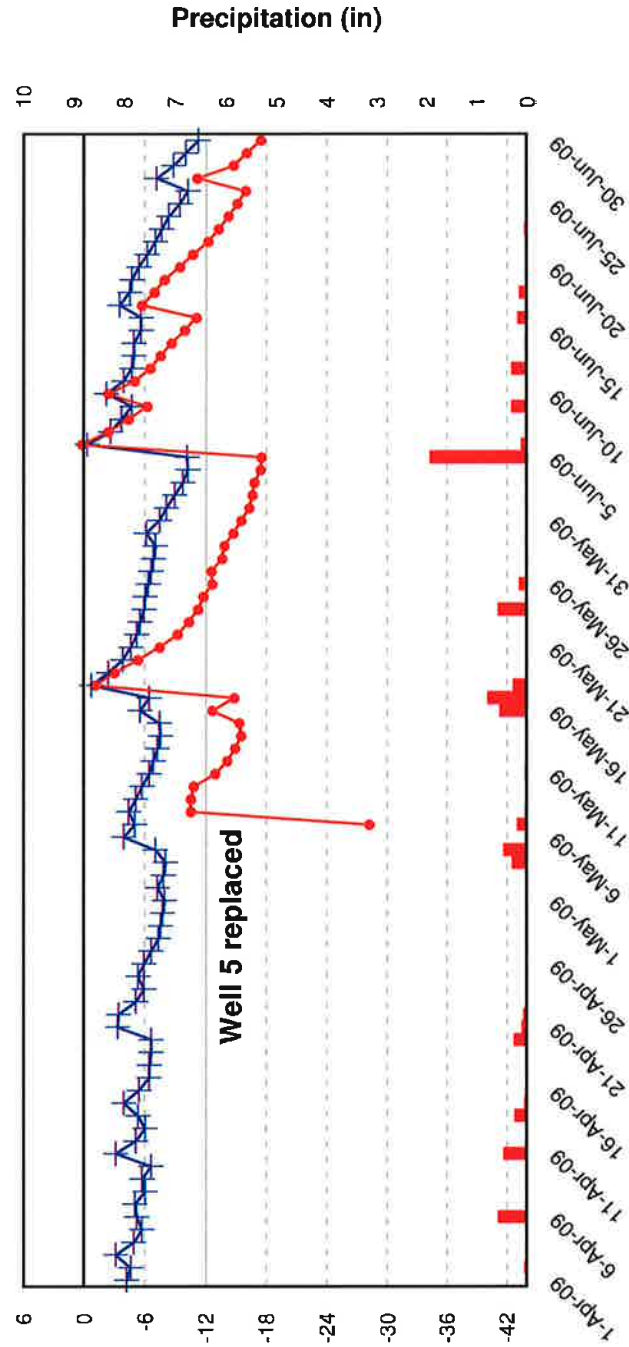 Precipitation (in)
10
9
8
7
6
5
4
3
2
1
0
6
0
-6
-12
-18
-24
-30
-36
-42
Well 5 replaced
1-Apr-09
6-Apr-09
11-Apr-09
16-Apr-09
21-Apr-09
26-Apr-09
1-May-09
6-May-09
11-May-09
16-May-09
21-May-09
26-May-09
31-May-09
5-Jun-09
10-Jun-09
15-Jun-09
20-Jun-09
25-Jun-09
30-Jun-09